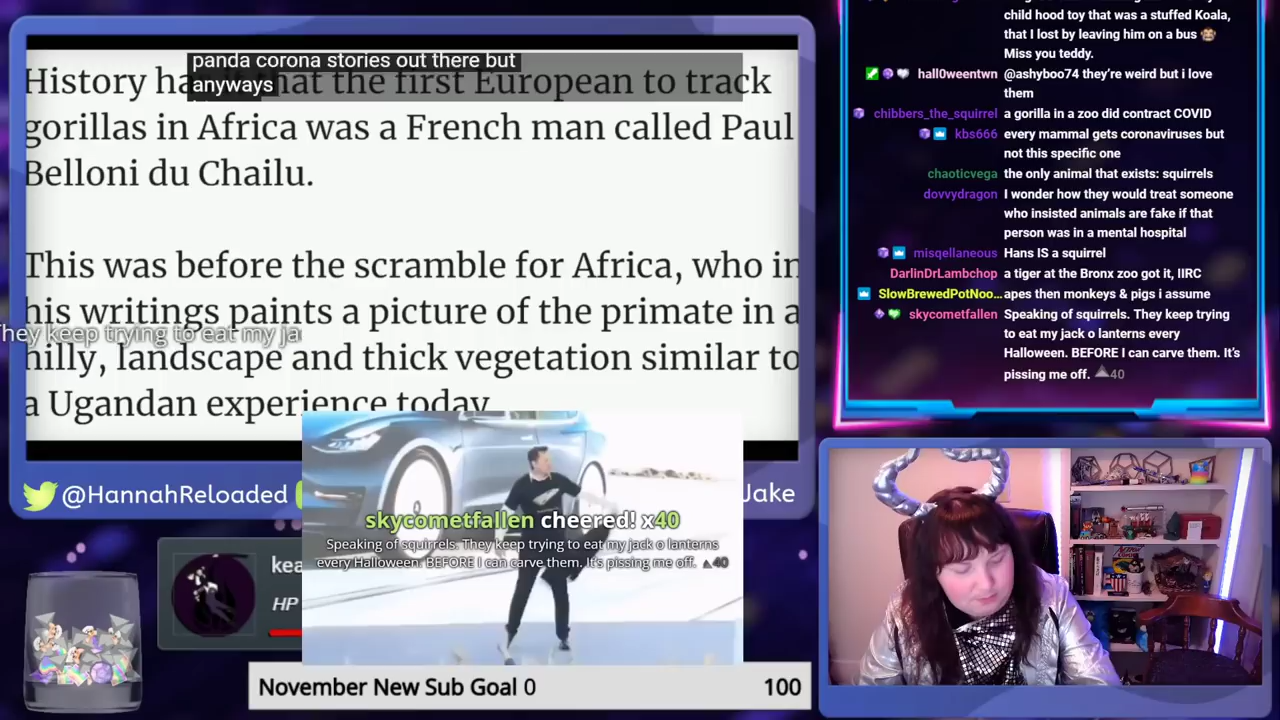 panda corona stories out there but
anyways
History ha that the first European to track
gorillas in Africa was a French man called Paul
Belloni du Chailu.
This was before the scramble for Africa, who in
his writings paints a picture of the primate in a
hilly, landscape and thick vegetation similar to
a Ugandan experience today
They keep trying to eat my ja
skycometfallen cheered! x40
Speaking of squirrels. They keep trying to eat my jack o lanterns
every Halloween. BEFORE I can carve them. It's pissing me off. 40
@HannahReloaded
Jake
kea
HP
November New Sub Goal 0 100
child hood toy that was a stuffed Koala,
that I lost by leaving him on a bus
Miss you teddy.
hall0weentwn @ashyboo74 they're weird but i love
them
chibbers_the_squirrel a gorilla in a zoo did contract COVID
kbs666 every mammal gets coronaviruses but
not this specific one
chaoticvega the only animal that exists: squirrels
dovvydragon I wonder how they would treat someone
who insisted animals are fake if that
person was in a mental hospital
misqellaneous Hans IS a squirrel
DarlinDrLambchop a tiger at the Bronx zoo got it, IIRC
SlowBrewedPotNoo... apes then monkeys & pigs i assume
skycometfallen Speaking of squirrels. They keep trying
to eat my jack o lanterns every
Halloween. BEFORE I can carve them. It's
pissing me off. 40